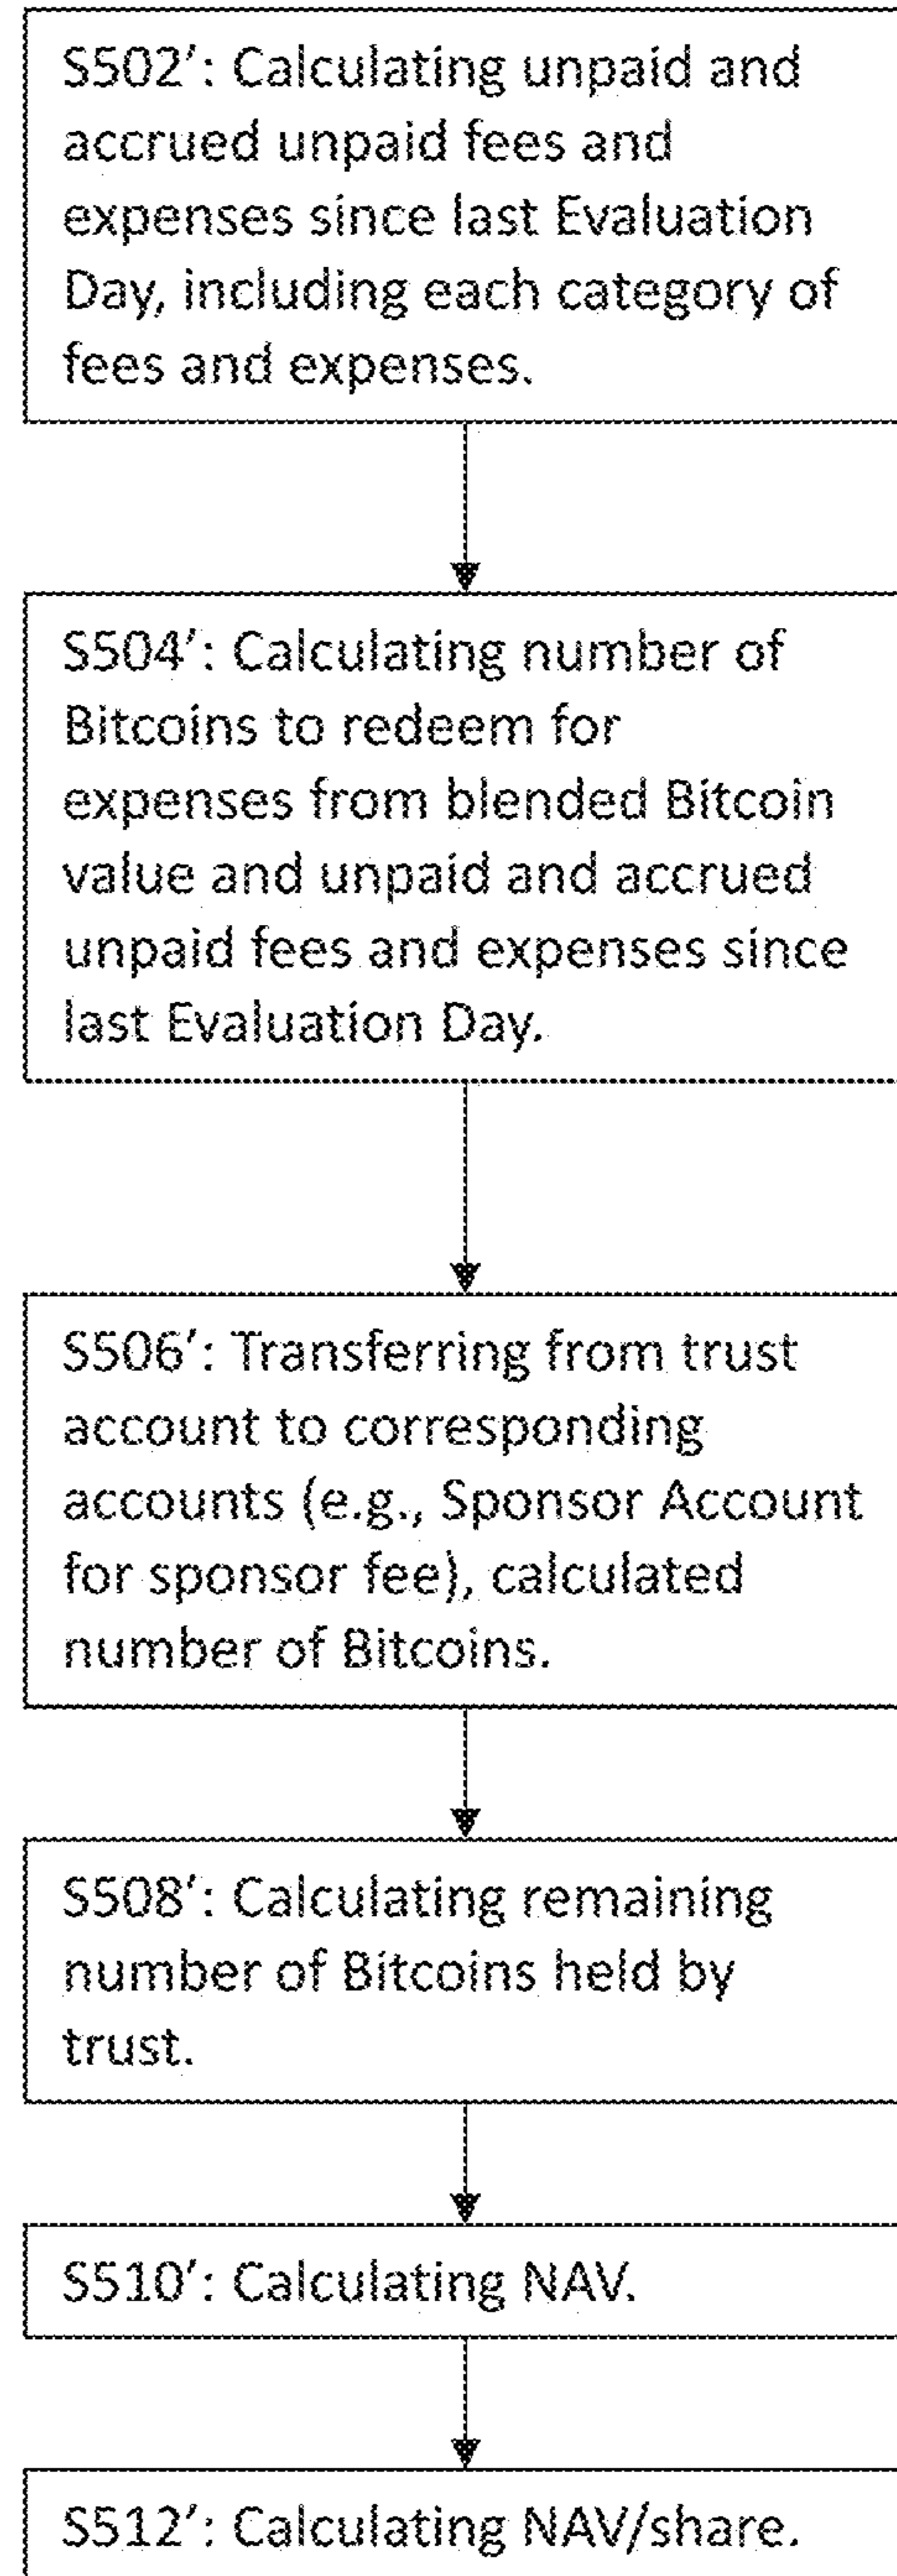 S502′: Calculating unpaid and
accrued unpaid fees and
expenses since last Evaluation
Day, including each category of
fees and expenses.
S504′: Calculating number of
Bitcoins to redeem for
expenses from blended Bitcoin
value and unpaid and accrued
unpaid fees and expenses since
last Evaluation Day.
S506′: Transferring from trust
account to corresponding
accounts (e.g., Sponsor Account
for sponsor fee), calculated
number of Bitcoins.
S508′: Calculating remaining
number of Bitcoins held by
trust.
S510′: Calculating NAV.
S512′: Calculating NAV/share.